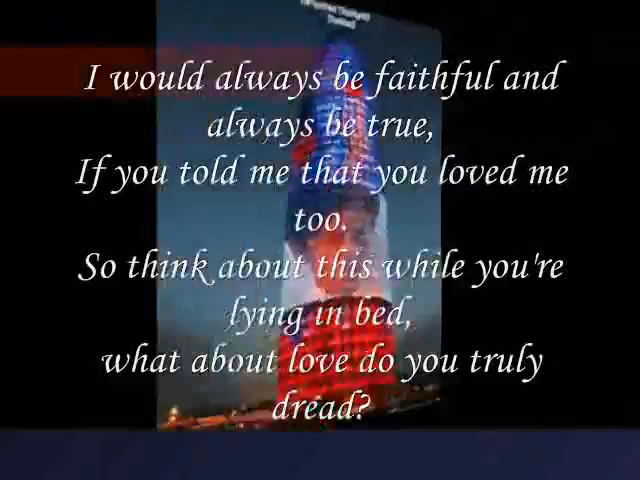 I would always be faithful and
always be true,
If you told me that you loved me
too.
So think about this while you're
lying in bed,
what about love do you truly
dread?